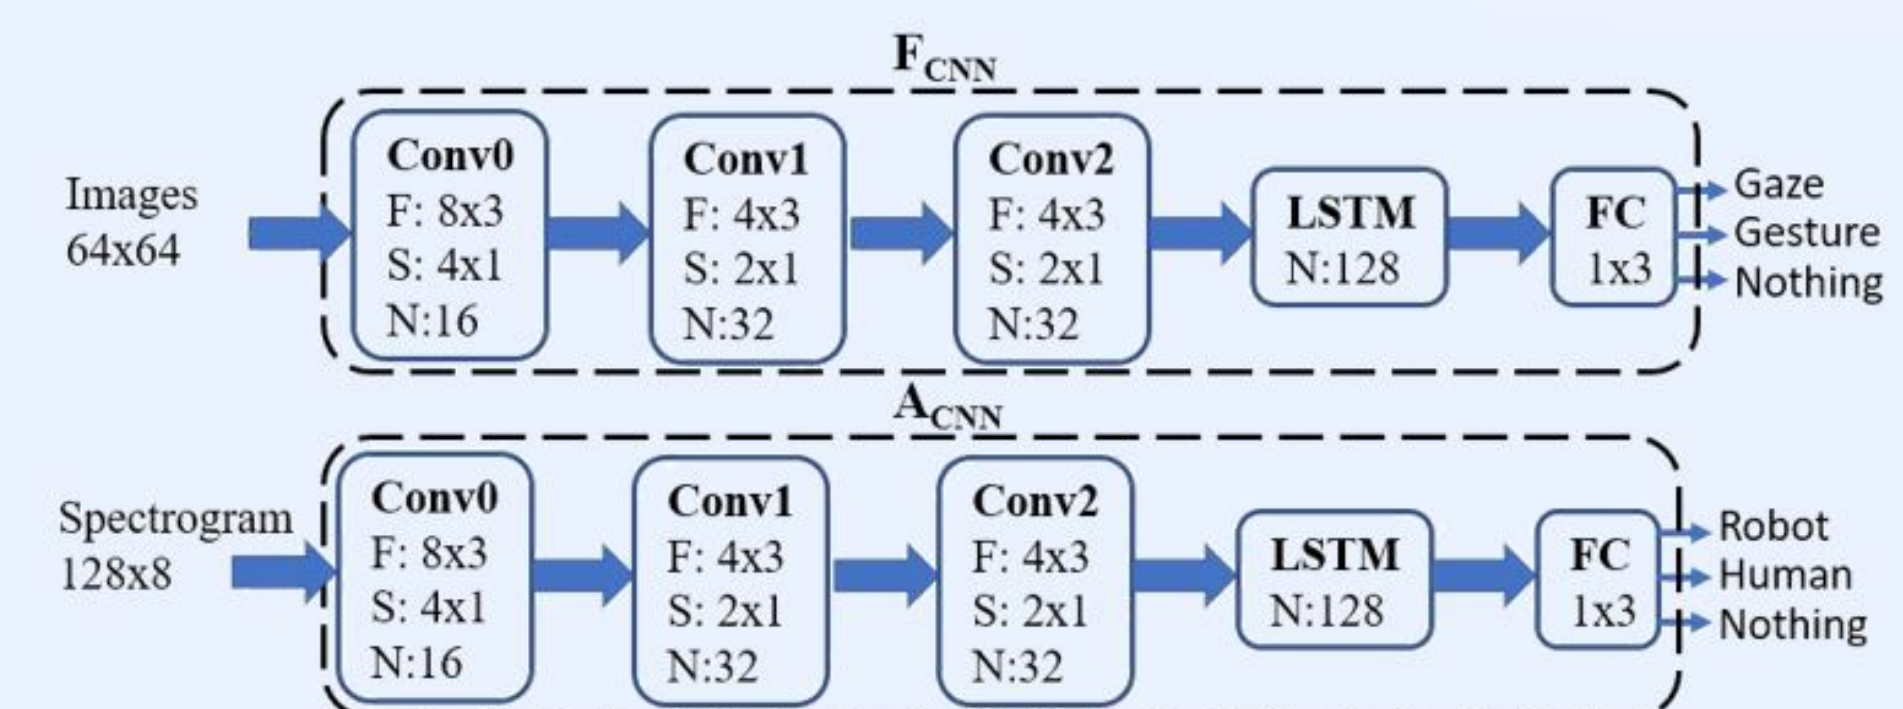 F_CNN
Images
64x64
Conv0
F: 8x3
S: 4x1
N:16
Conv1
F: 4x3
S: 2x1
N:32
Conv2
F: 4x3
S: 2x1
N:32
LSTM
N:128
FC
1x3
Gaze
Gesture
Nothing
A_CNN
Spectrogram
128x8
Conv0
F: 8x3
S: 4x1
N:16
Conv1
F: 4x3
S: 2x1
N:32
Conv2
F: 4x3
S: 2x1
N:32
LSTM
N:128
FC
1x3
Robot
Human
Nothing